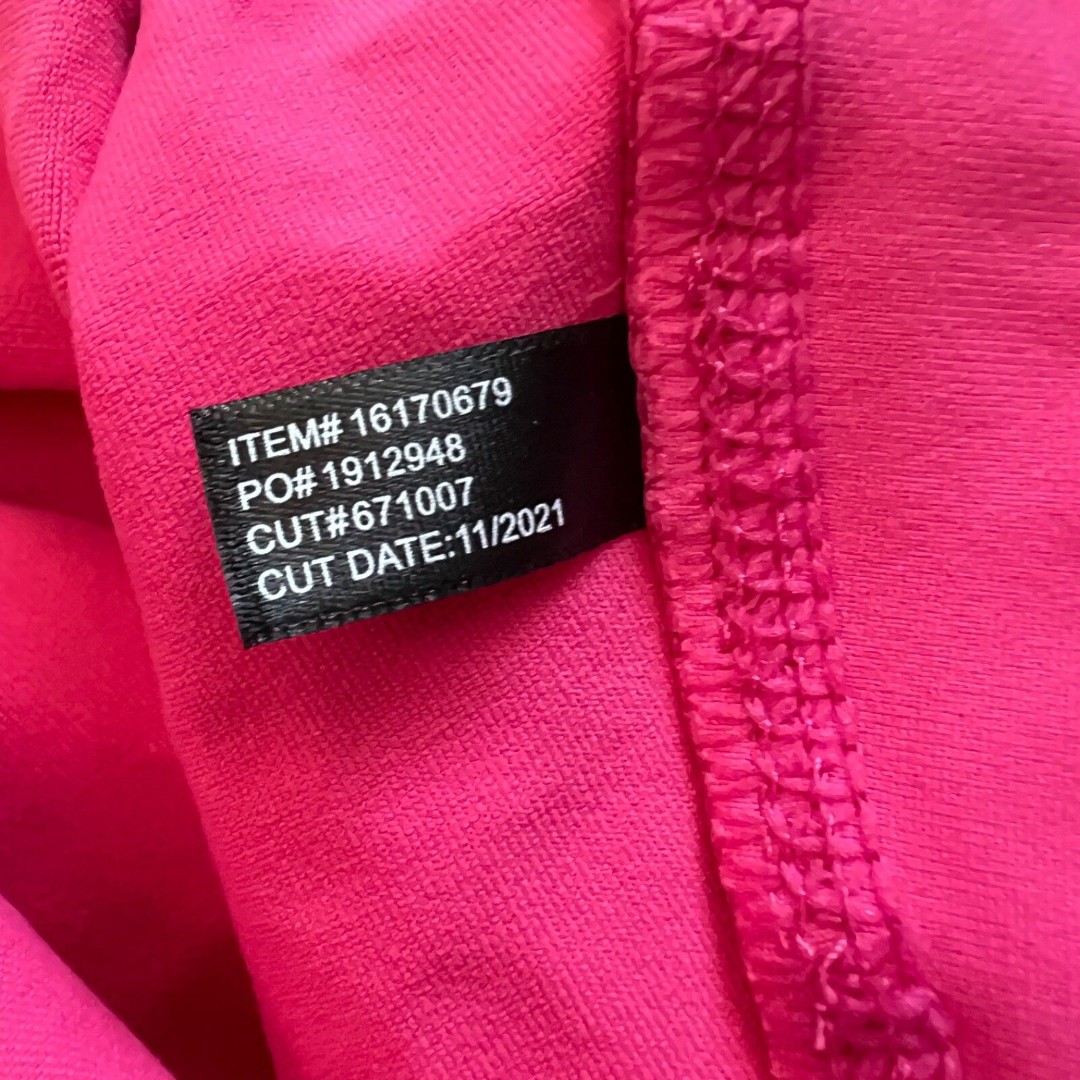 ITEM# 16170679
PO# 1912948
CUT#671007
CUT DATE:11/2021